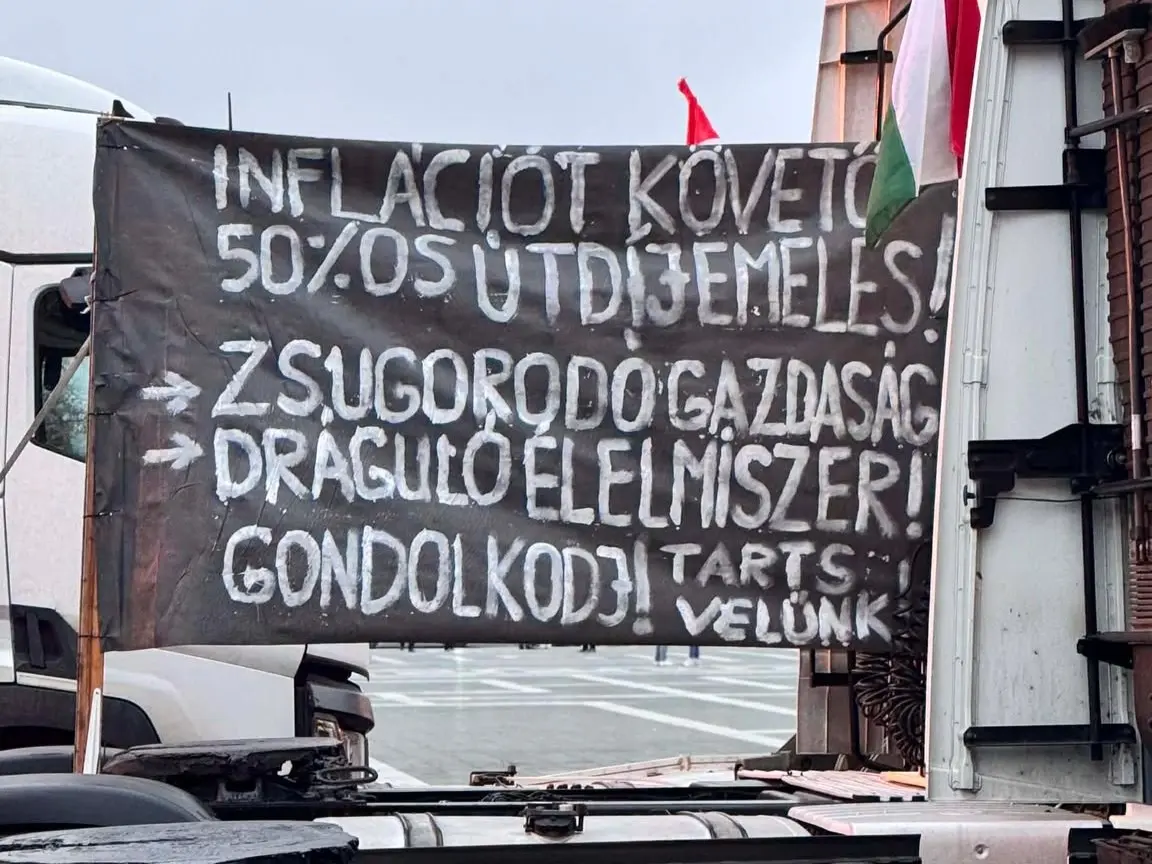 INFLÁCIÓT KÖVETŐ
50%OS ÚTDÍJEMELÉS!
→ ZSUGORODÓ GAZDASÁG
→ DRÁGULÓ ÉLELMISZER!
GONDOLKODJ! TARTS
VELÜNK!